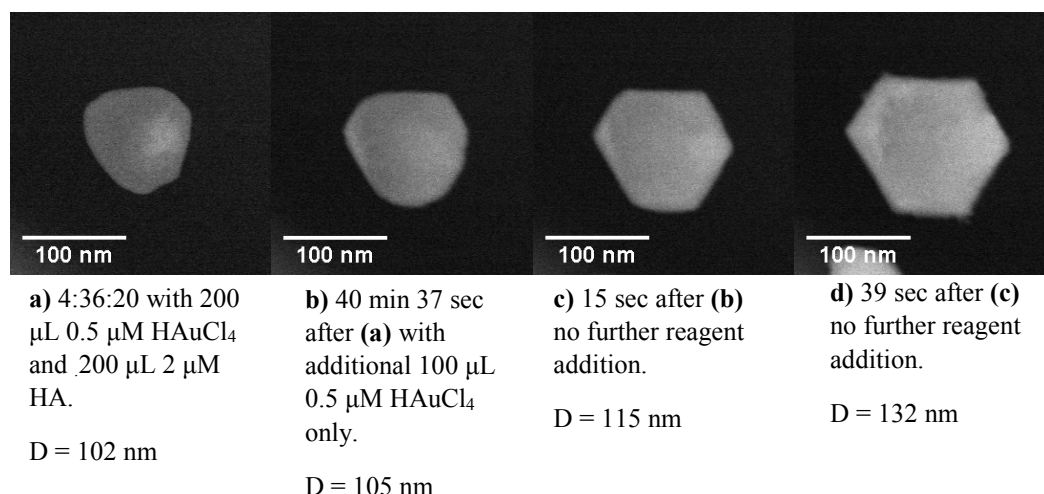 100 nm
100 nm
100 nm
100 nm
a) 4:36:20 with 200
μL 0.5 μM HAuCl₄
and 200 μL 2 μM
HA.
D = 102 nm
b) 40 min 37 sec
after (a) with
additional 100 μL
0.5 μM HAuCl₄
only.
D = 105 nm
c) 15 sec after (b)
no further reagent
addition.
D = 115 nm
d) 39 sec after (c)
no further reagent
addition.
D = 132 nm